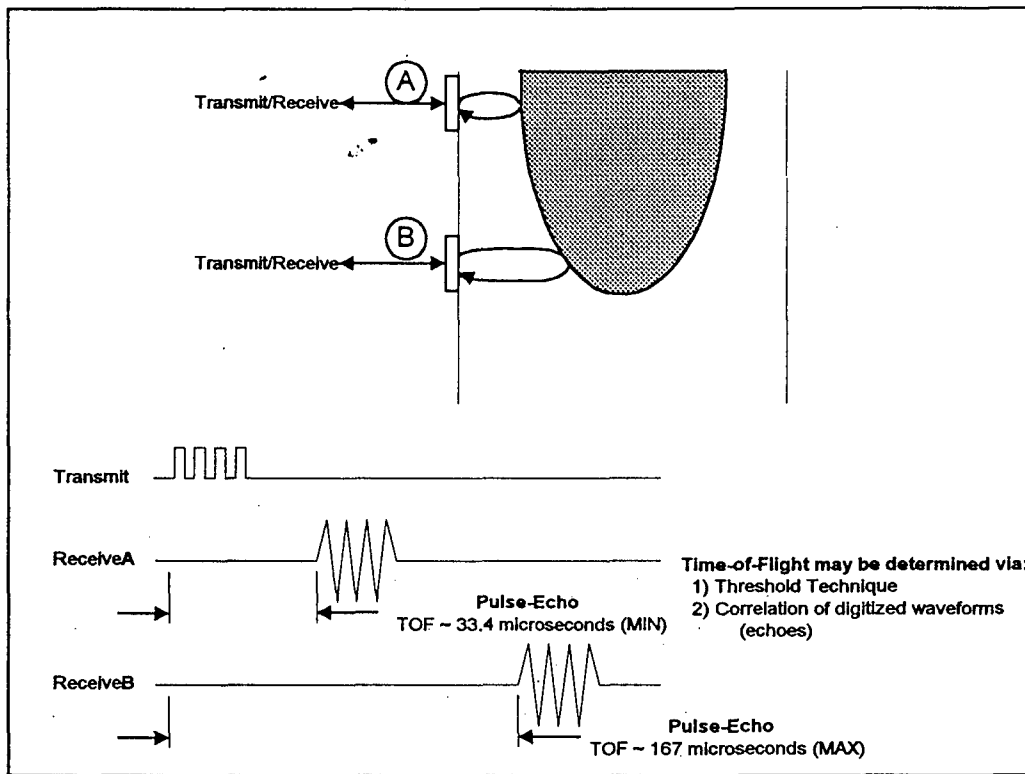 A
Transmit/Receive
B
Transmit/Receive
Transmit
ReceiveA
Time-of-Flight may be determined via:
1) Threshold Technique
2) Correlation of digitized waveforms
(echoes)
Pulse-Echo
TOF ~ 33.4 microseconds (MIN)
ReceiveB
Pulse-Echo
TOF ~ 167 microseconds (MAX)